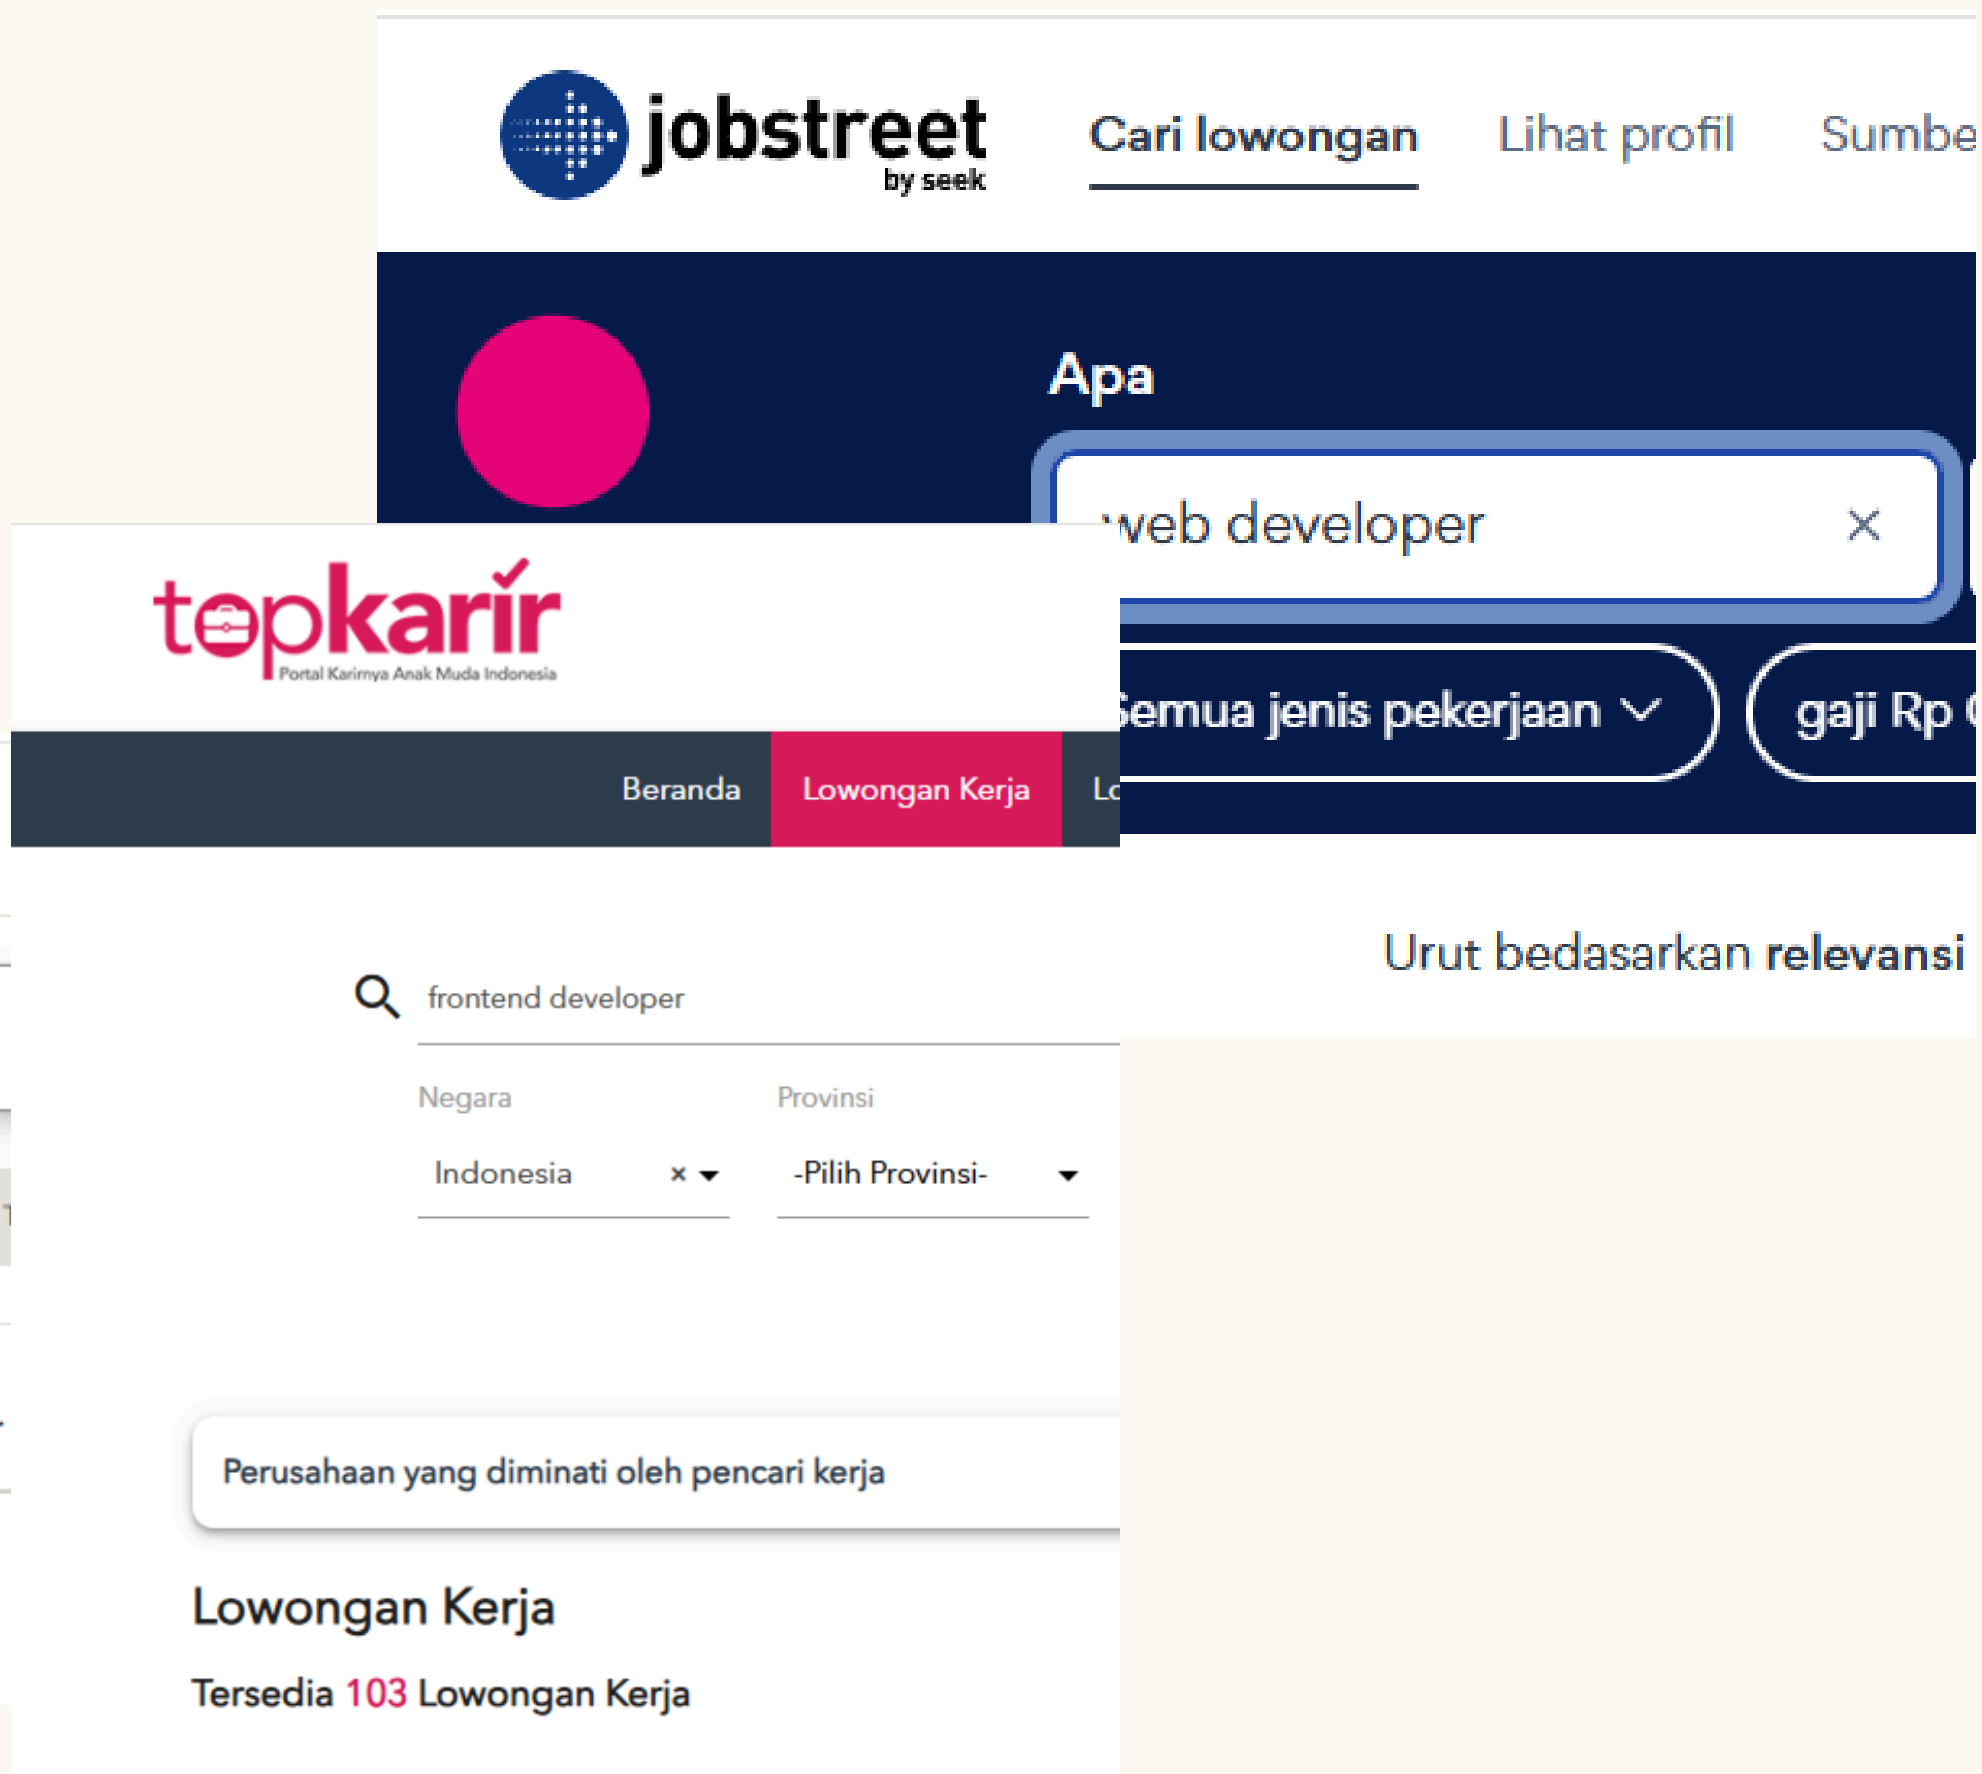 jobstreet
by seek
Cari lowongan
Lihat profil
Apa
web developer
Semua jenis pekerjaan
gaji Rp
Urut bedasarkan relevansi
topkarir
Portal Karirnya Anak Muda Indonesia
Beranda
Lowongan Kerja
frontend developer
Negara
Provinsi
Indonesia
-Pilih Provinsi-
Perusahaan yang diminati oleh pencari kerja
Lowongan Kerja
Tersedia 103 Lowongan Kerja